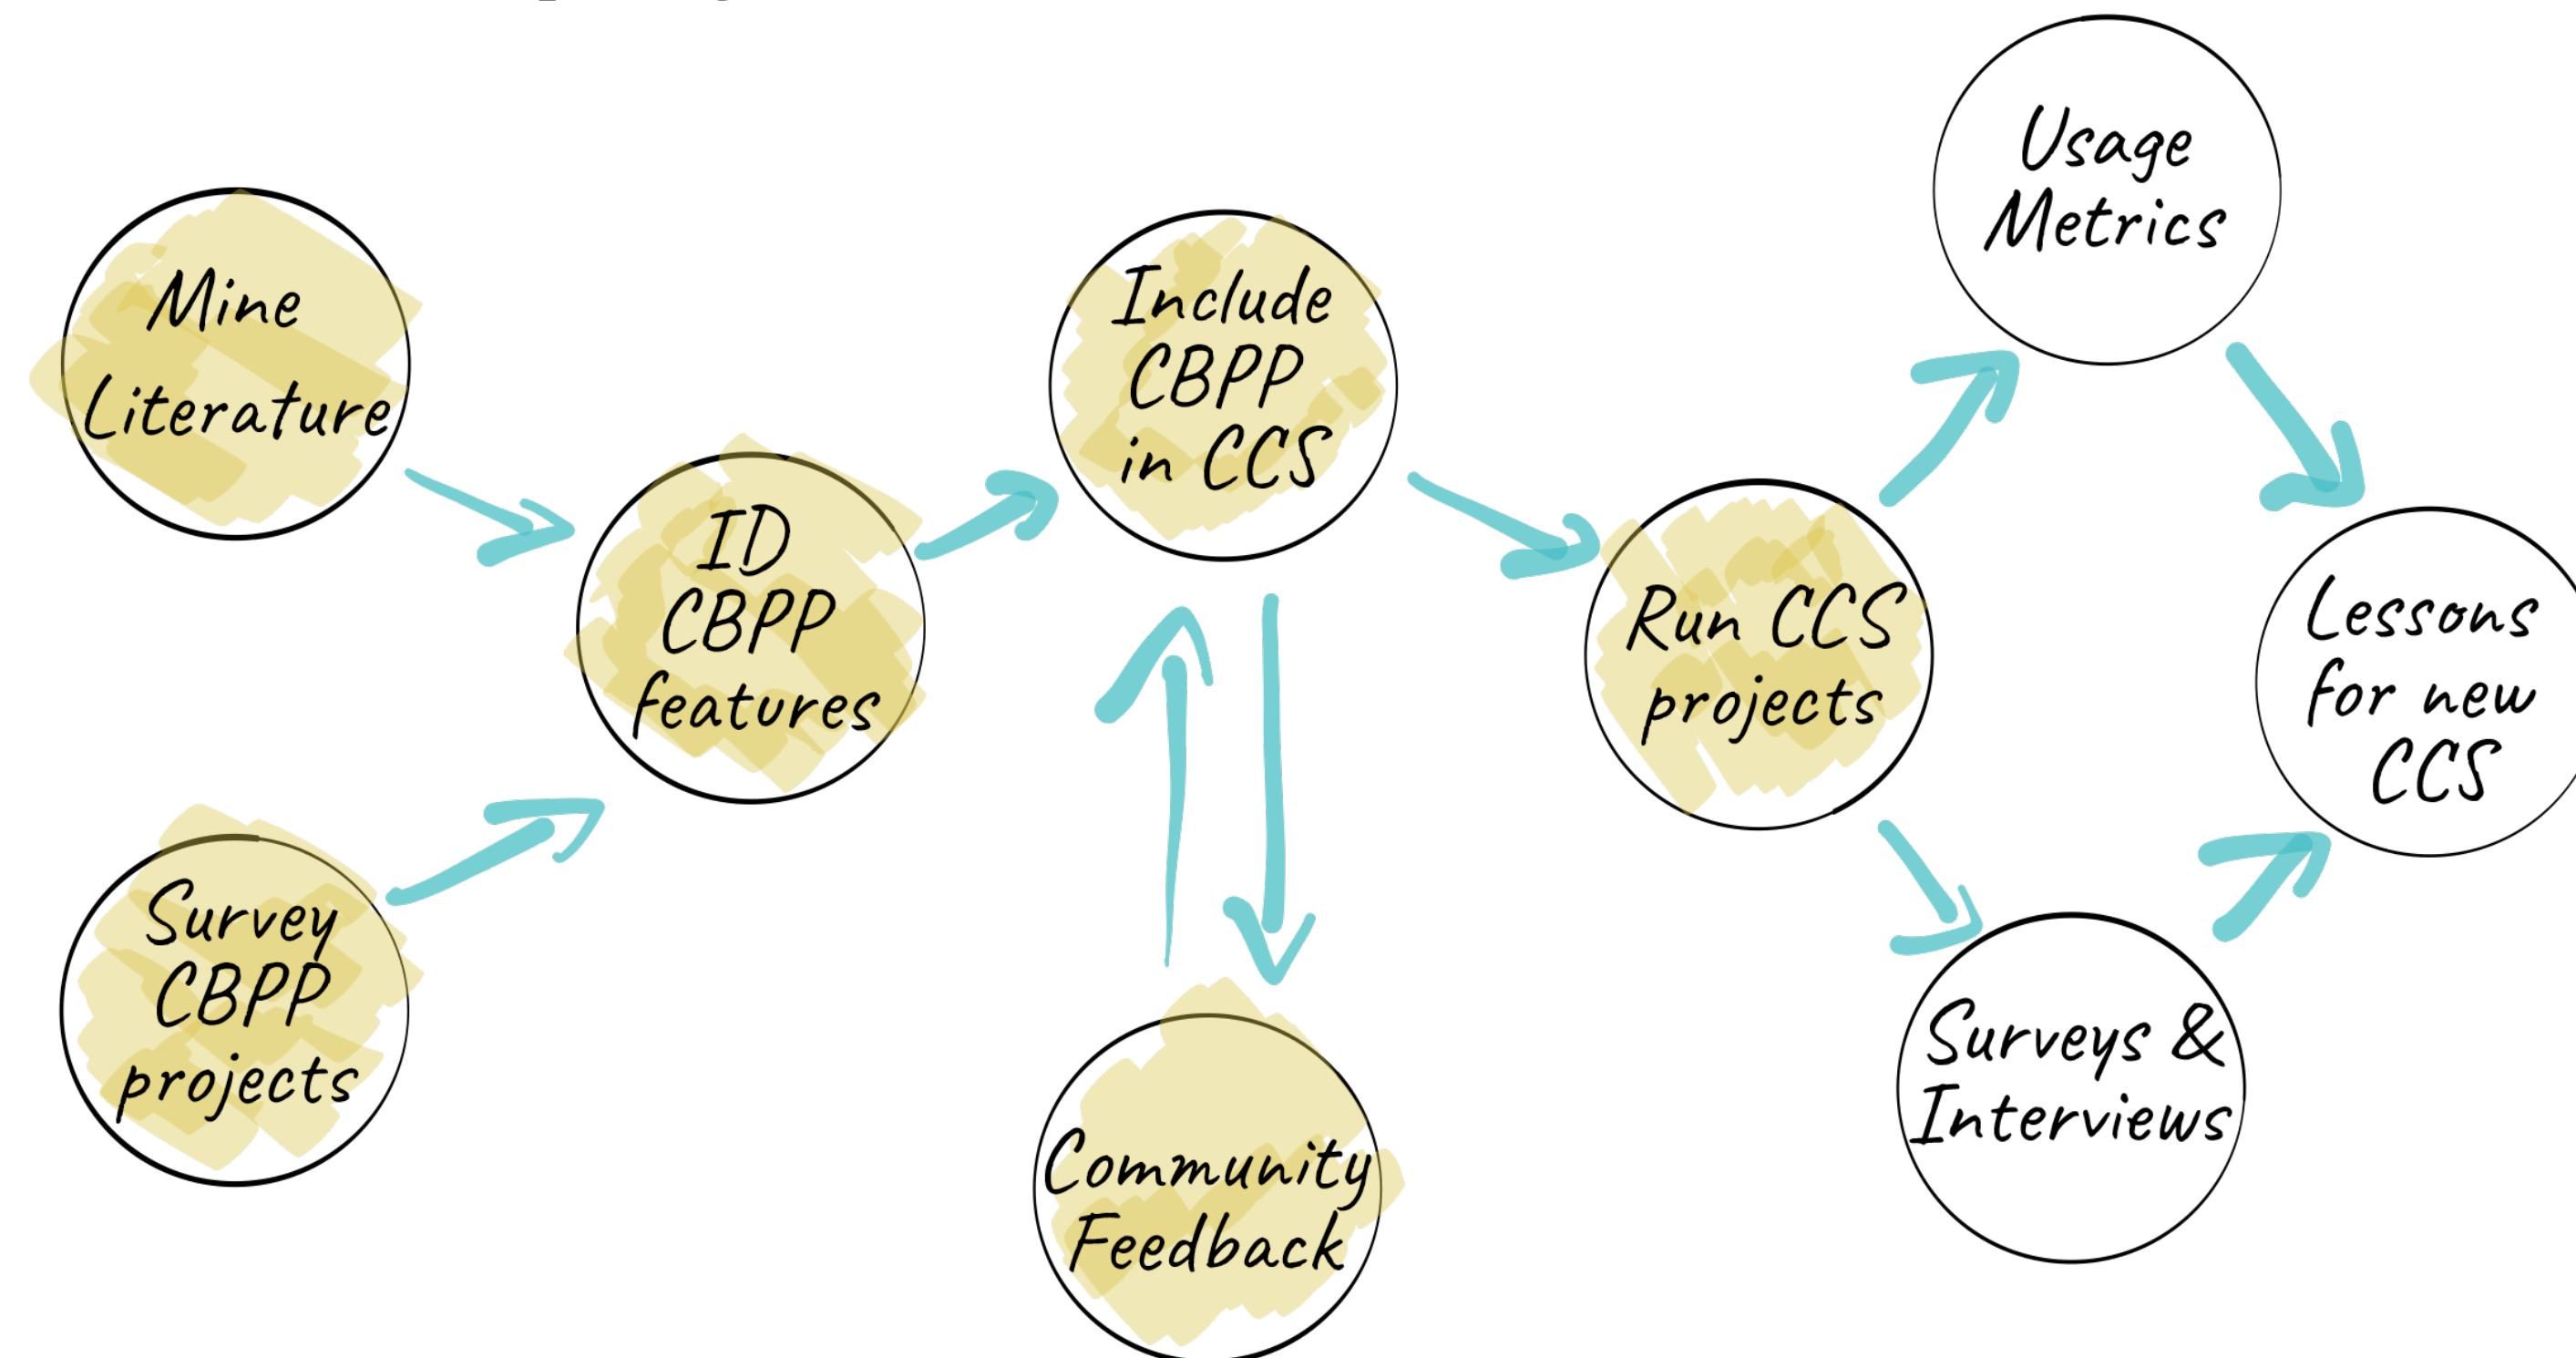 Mine
Literature
Survey
CBPP
projects
ID
CBPP
features
Include
CBPP
in CCS
Community
Feedback
Run CCS
projects
Usage
Metrics
Surveys &
Interviews
Lessons
for new
CCS